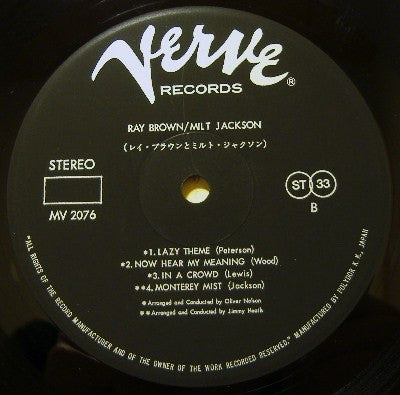 Verve ®
RECORDS
RAY BROWN/MILT JACKSON
(レイ・ブラウンとミルト・ジャクソン)
STEREO
MV 2076
ST 33
B
*1. LAZY THEME (Peterson)
*2. NOW HEAR MY MEANING (Wood)
*3. IN A CROWD (Lewis)
**4. MONTEREY MIST (Jackson)
* Arranged and Conducted by Oliver Nelson
** Arranged and Conducted by Jimmy Heath
"ALL RIGHTS OF THE RECORD MANUFACTURER AND OF THE OWNER OF THE WORK RECORDED RESERVED." MANUFACTURED BY POLYDOR K.K. JAPAN